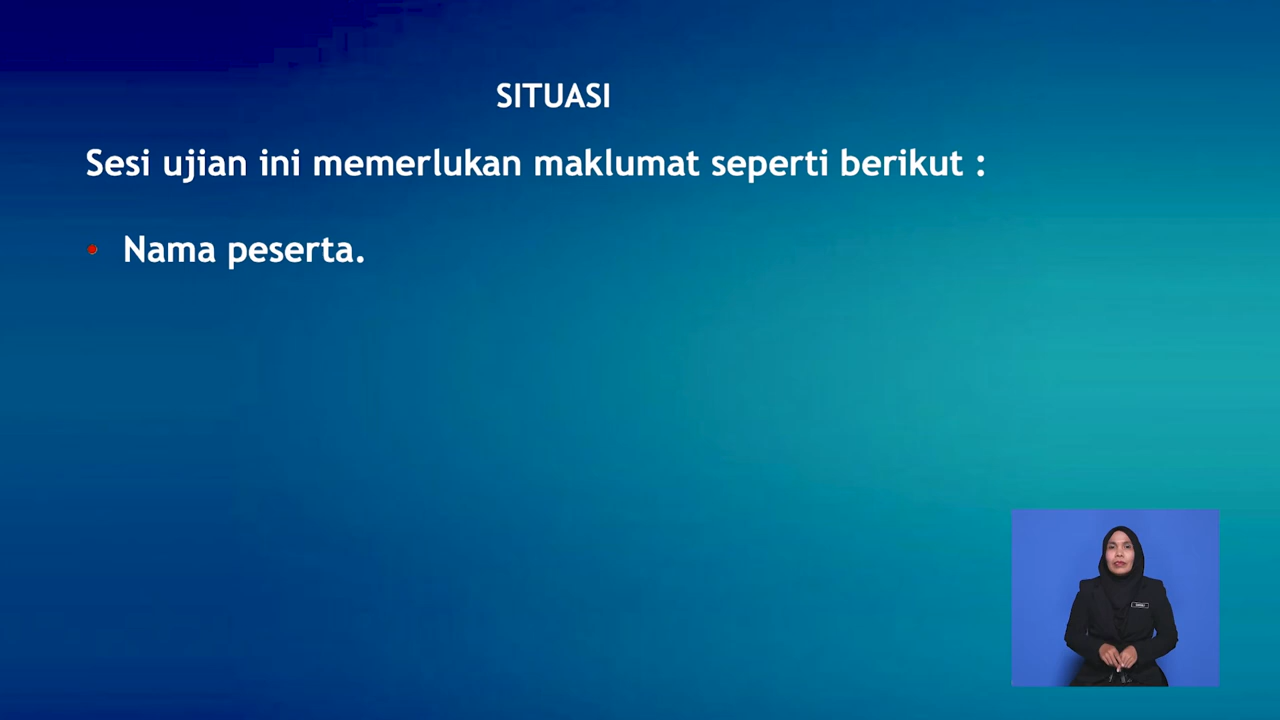 SITUASI
Sesi ujian ini memerlukan maklumat seperti berikut :
• Nama peserta.